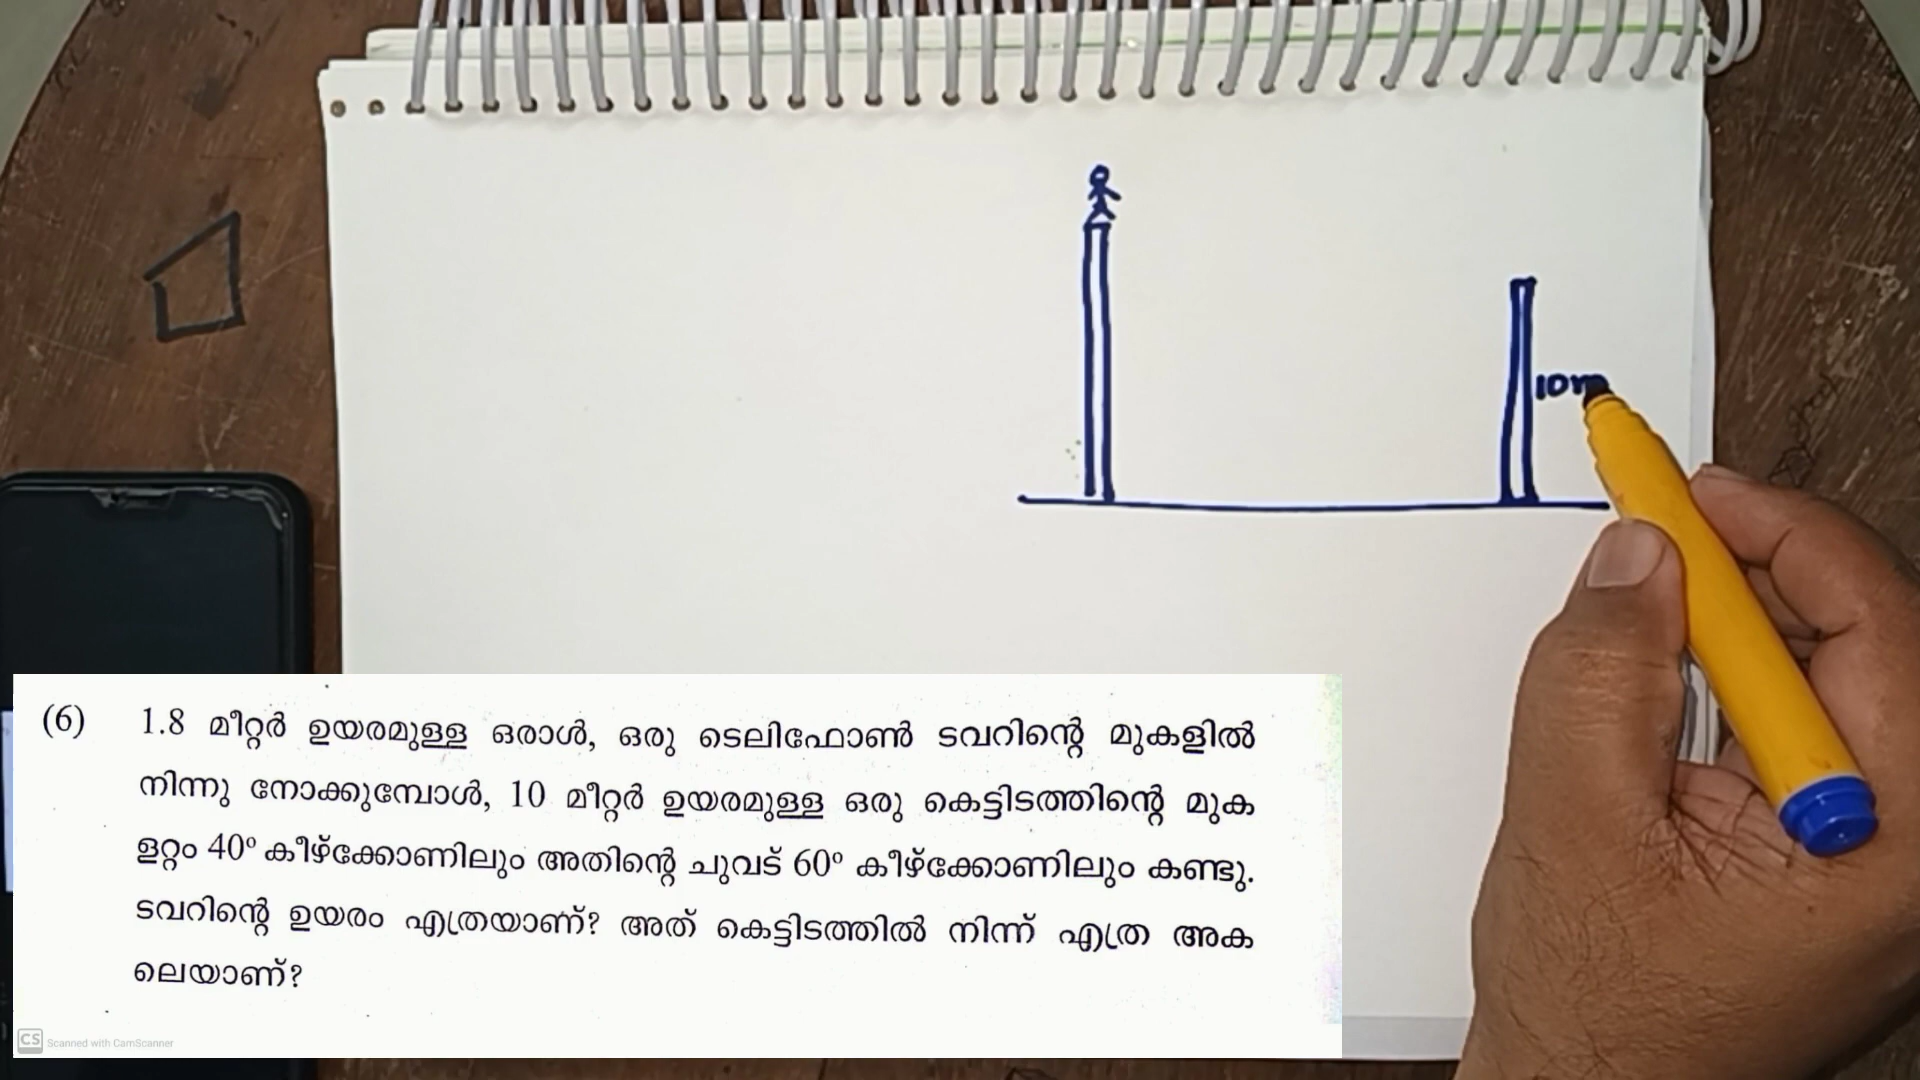 10m
(6) 1.8 മീറ്റർ ഉയരമുള്ള ഒരാൾ, ഒരു ടെലിഫോൺ ടവറിന്റെ മുകളിൽ
നിന്നു നോക്കുമ്പോൾ, 10 മീറ്റർ ഉയരമുള്ള ഒരു കെട്ടിടത്തിന്റെ മുക
ളറ്റം 40° കീഴ്ക്കോണിലും അതിന്റെ ചുവട് 60° കീഴ്ക്കോണിലും കണ്ടു.
ടവറിന്റെ ഉയരം എത്രയാണ്? അത് കെട്ടിടത്തിൽ നിന്ന് എത്ര അക
ലെയാണ്?
CS Scanned with CamScanner